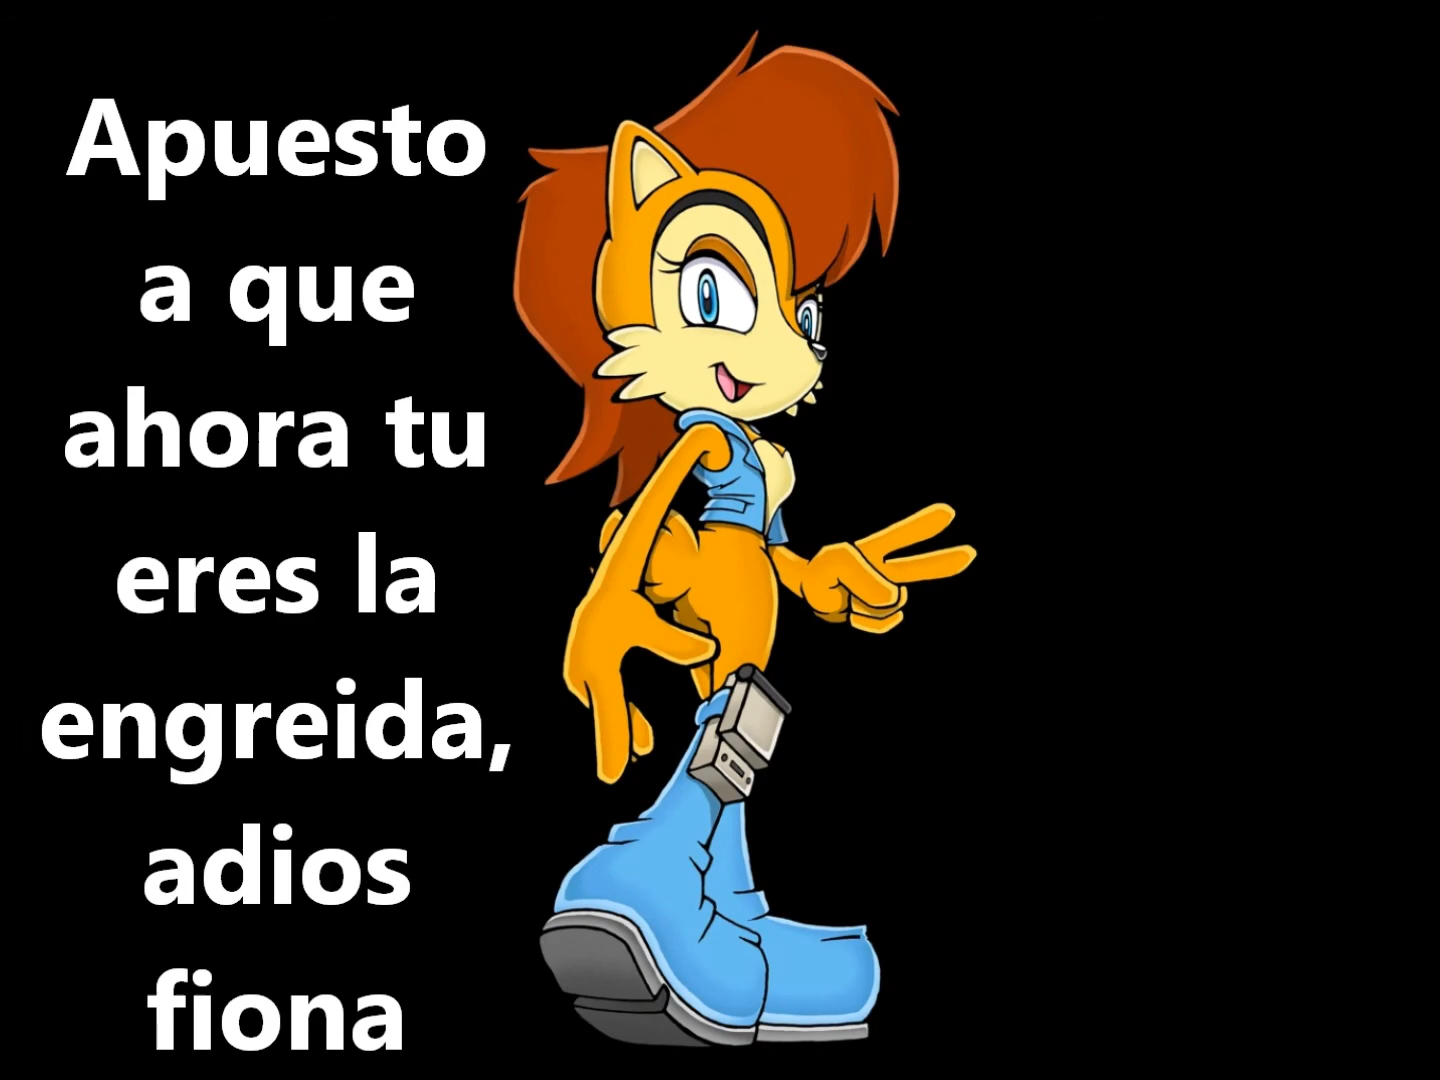 Apuesto
a que
ahora tu
eres la
engreida,
adios
fiona